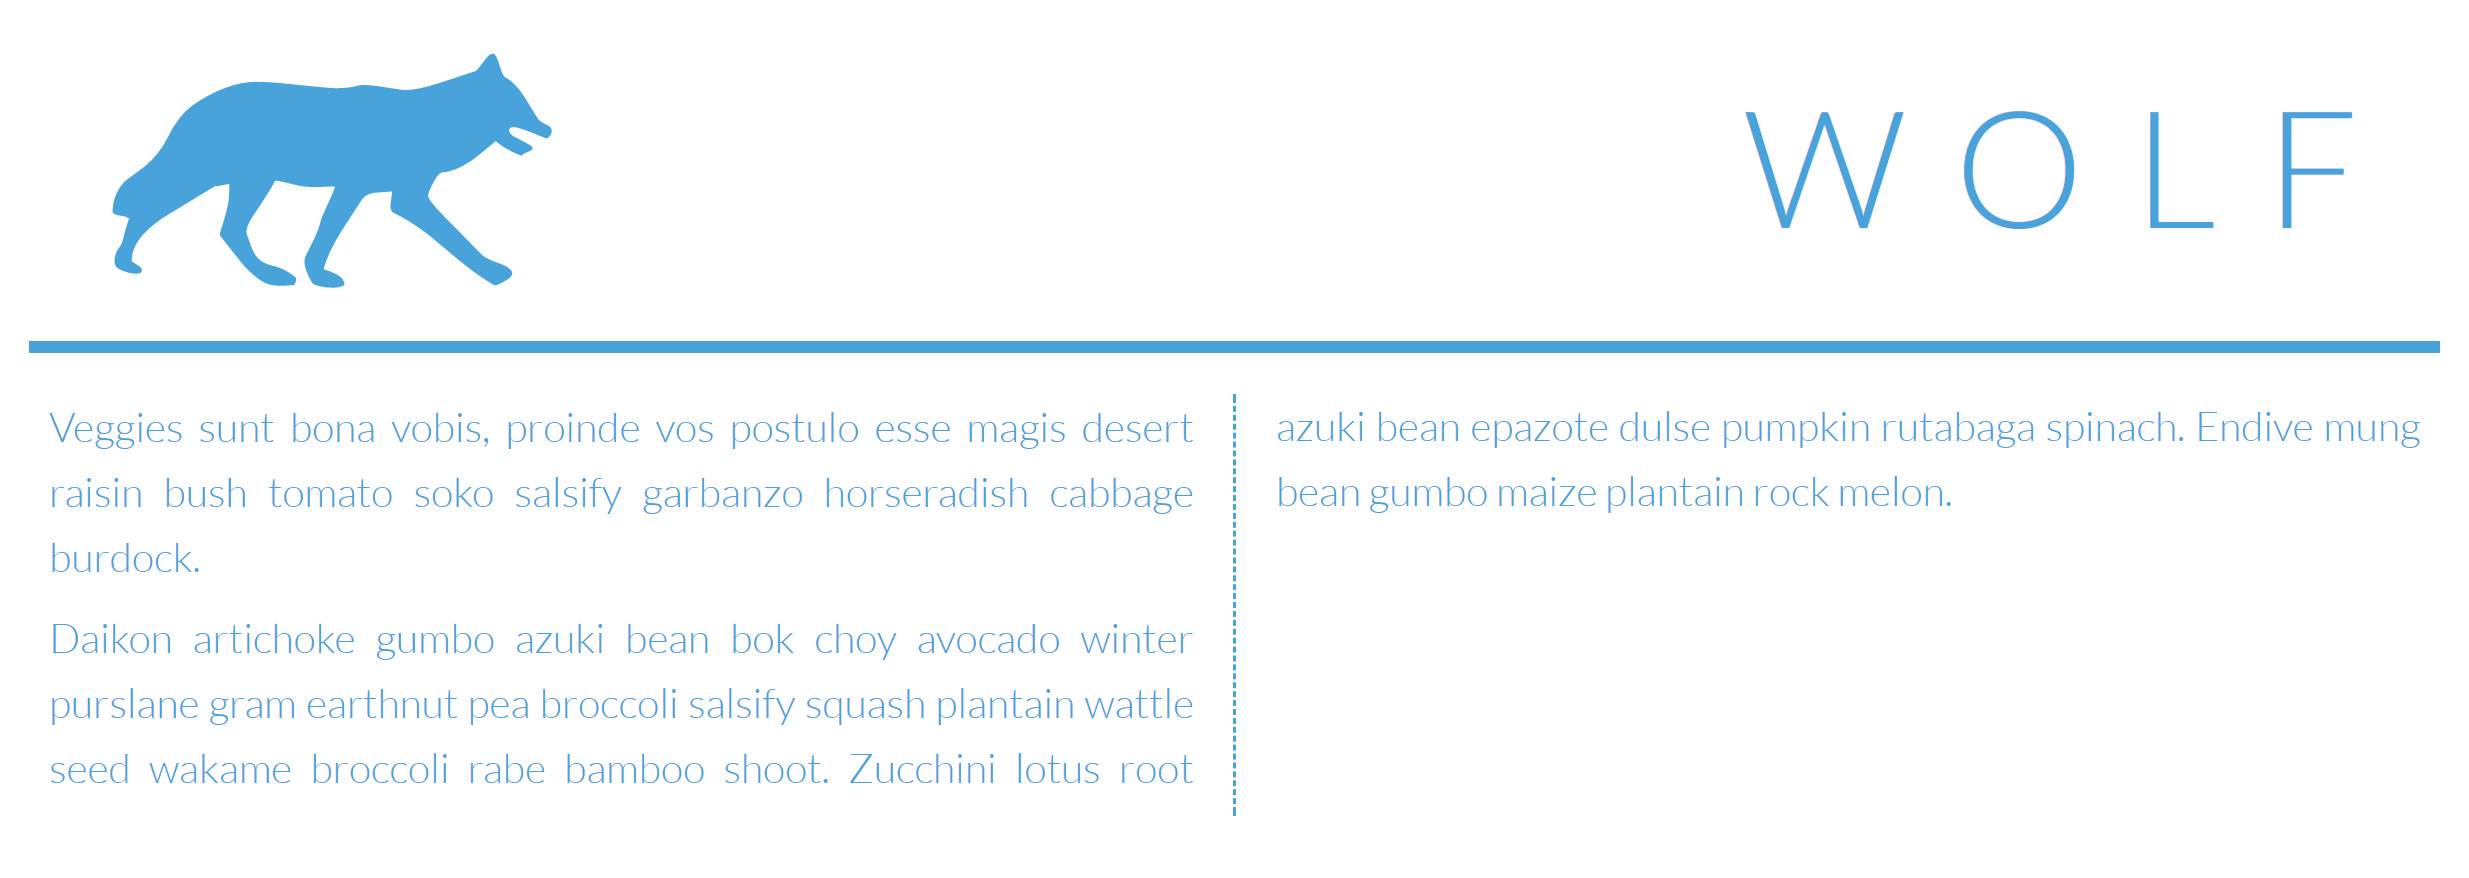 W O L F
Veggies sunt bona vobis, proinde vos postulo esse magis desert
raisin bush tomato soko salsify garbanzo horseradish cabbage
burdock.
Daikon artichoke gumbo azuki bean bok choy avocado winter
purslane gram earthnut pea broccoli salsify squash plantain wattle
seed wakame broccoli rabe bamboo shoot. Zucchini lotus root
azuki bean epazote dulse pumpkin rutabaga spinach. Endive mung
bean gumbo maize plantain rock melon.